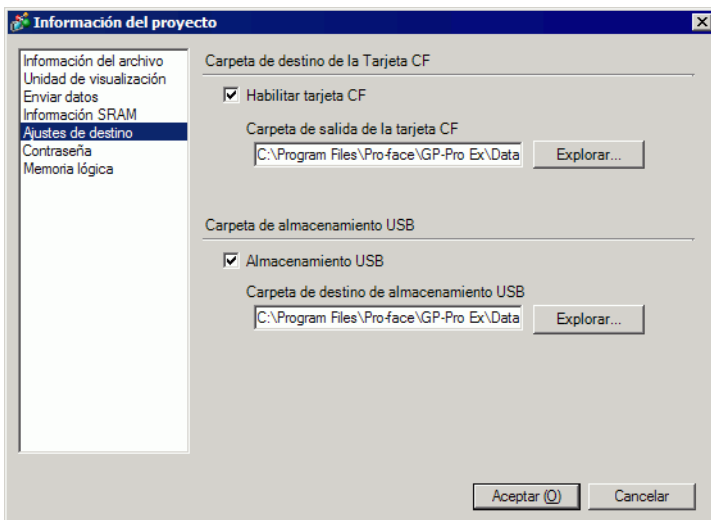 Información del proyecto
Información del archivo
Unidad de visualización
Enviar datos
Información SRAM
Ajustes de destino
Contraseña
Memoria lógica
Carpeta de destino de la Tarjeta CF
Habilitar tarjeta CF
Carpeta de salida de la tarjeta CF
C:\Program Files\Pro-face\GP-Pro Ex\Data
Explorar...
Carpeta de almacenamiento USB
Almacenamiento USB
Carpeta de destino de almacenamiento USB
C:\Program Files\Pro-face\GP-Pro Ex\Data
Explorar...
Aceptar (O)
Cancelar